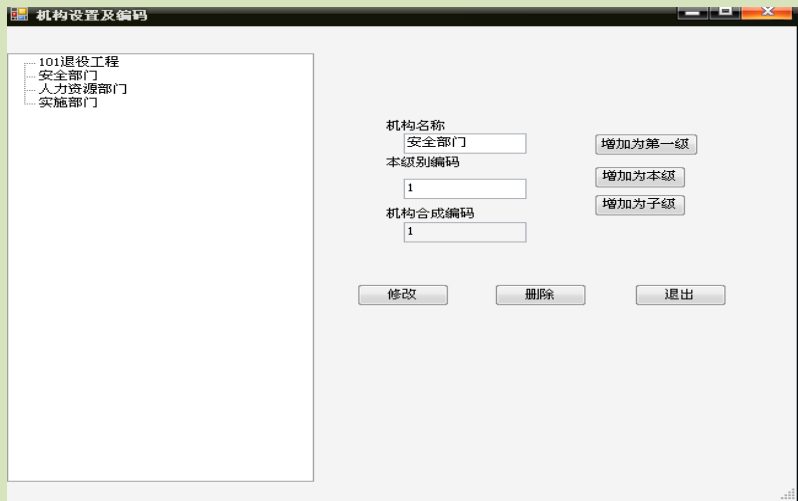 机构设置及编码
101退役工程
安全部门
人力资源部门
实施部门
机构名称
安全部门
增加为第一级
本级别编码
增加为本级
1
增加为子级
机构合成编码
1
修改
删除
退出